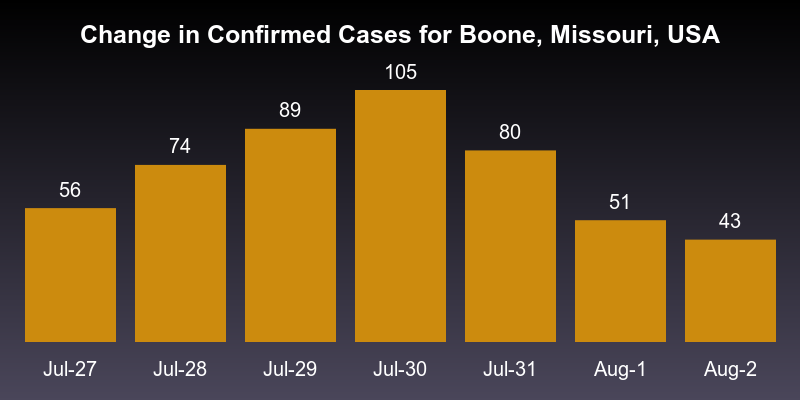 Change in Confirmed Cases for Boone, Missouri, USA
56 74 89 105 80 51 43
Jul-27 Jul-28 Jul-29 Jul-30 Jul-31 Aug-1 Aug-2